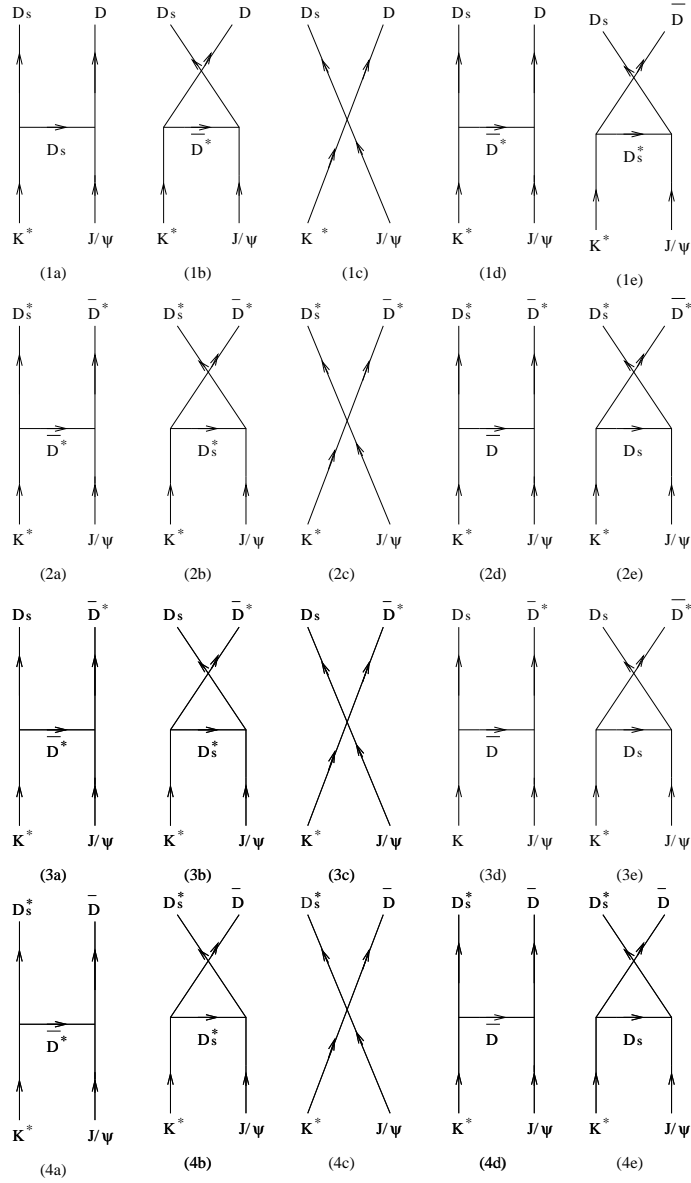 Ds D Ds D Ds D Ds D Ds D̅
Ds D̅* D̅* Ds*
K* J/ψ K* J/ψ K* J/ψ K* J/ψ K* J/ψ
(1a) (1b) (1c) (1d) (1e)
Ds* D̅* Ds* D̅* Ds* D̅* Ds* D̅* Ds D̅*
D̅* Ds* D̅ Ds
K* J/ψ K* J/ψ K* J/ψ K* J/ψ K* J/ψ
(2a) (2b) (2c) (2d) (2e)
Ds D̅* Ds D̅* Ds D̅* Ds D̅* Ds D̅*
D̅* Ds* D̅ Ds
K* J/ψ K* J/ψ K* J/ψ K J/ψ K* J/ψ
(3a) (3b) (3c) (3d) (3e)
Ds* D̅ Ds* D̅ Ds* D̅ Ds* D̅ Ds* D̅
D̅* Ds* D̅ Ds
K* J/ψ K* J/ψ K* J/ψ K* J/ψ K* J/ψ
(4a) (4b) (4c) (4d) (4e)